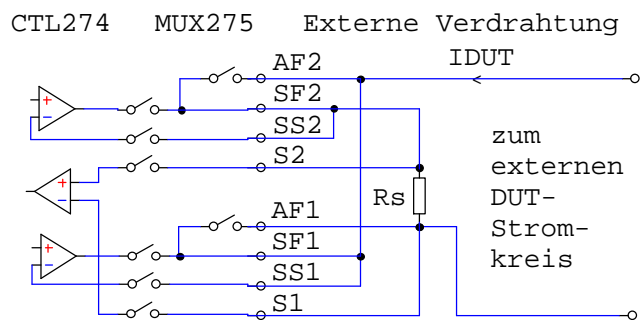 CTL274 MUX275 Externe Verdrahtung
AF2 IDUT
SF2
SS2
S2
zum
externen
DUT-
Strom-
kreis
Rs
AF1
SF1
SS1
S1
+
−
+
−
+
−